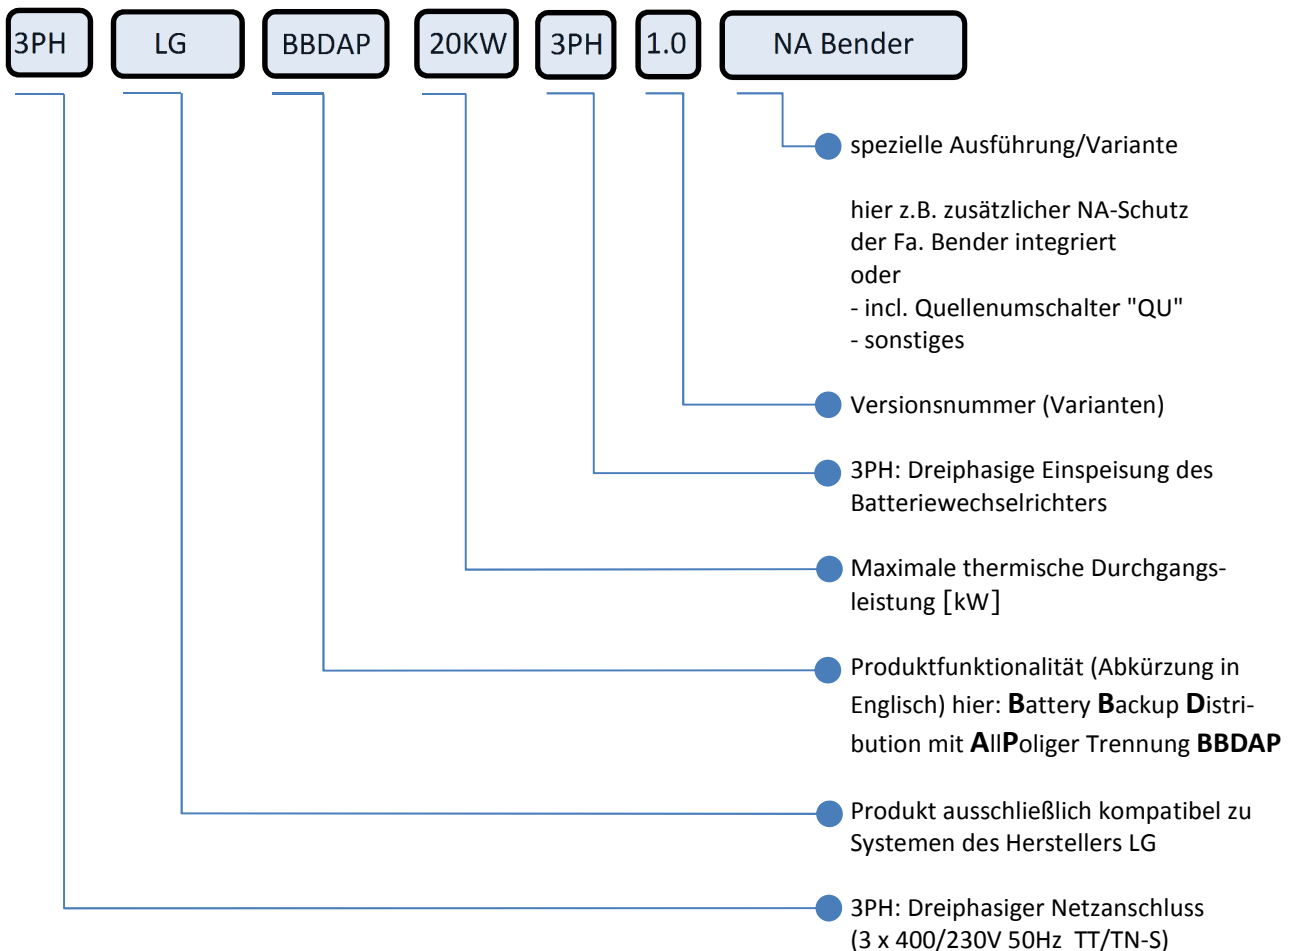 3PH LG BBDAP 20KW 3PH 1.0 NA Bender
spezielle Ausführung/Variante
hier z.B. zusätzlicher NA-Schutz
der Fa. Bender integriert
oder
- incl. Quellenumschalter "QU"
- sonstiges
Versionsnummer (Varianten)
3PH: Dreiphasige Einspeisung des
Batteriewechselrichters
Maximale thermische Durchgangs-
leistung [kW]
Produktfunktionalität (Abkürzung in
Englisch) hier: Battery Backup Distri-
bution mit AllPoliger Trennung BBDAP
Produkt ausschließlich kompatibel zu
Systemen des Herstellers LG
3PH: Dreiphasiger Netzanschluss
(3 x 400/230V 50Hz TT/TN-S)